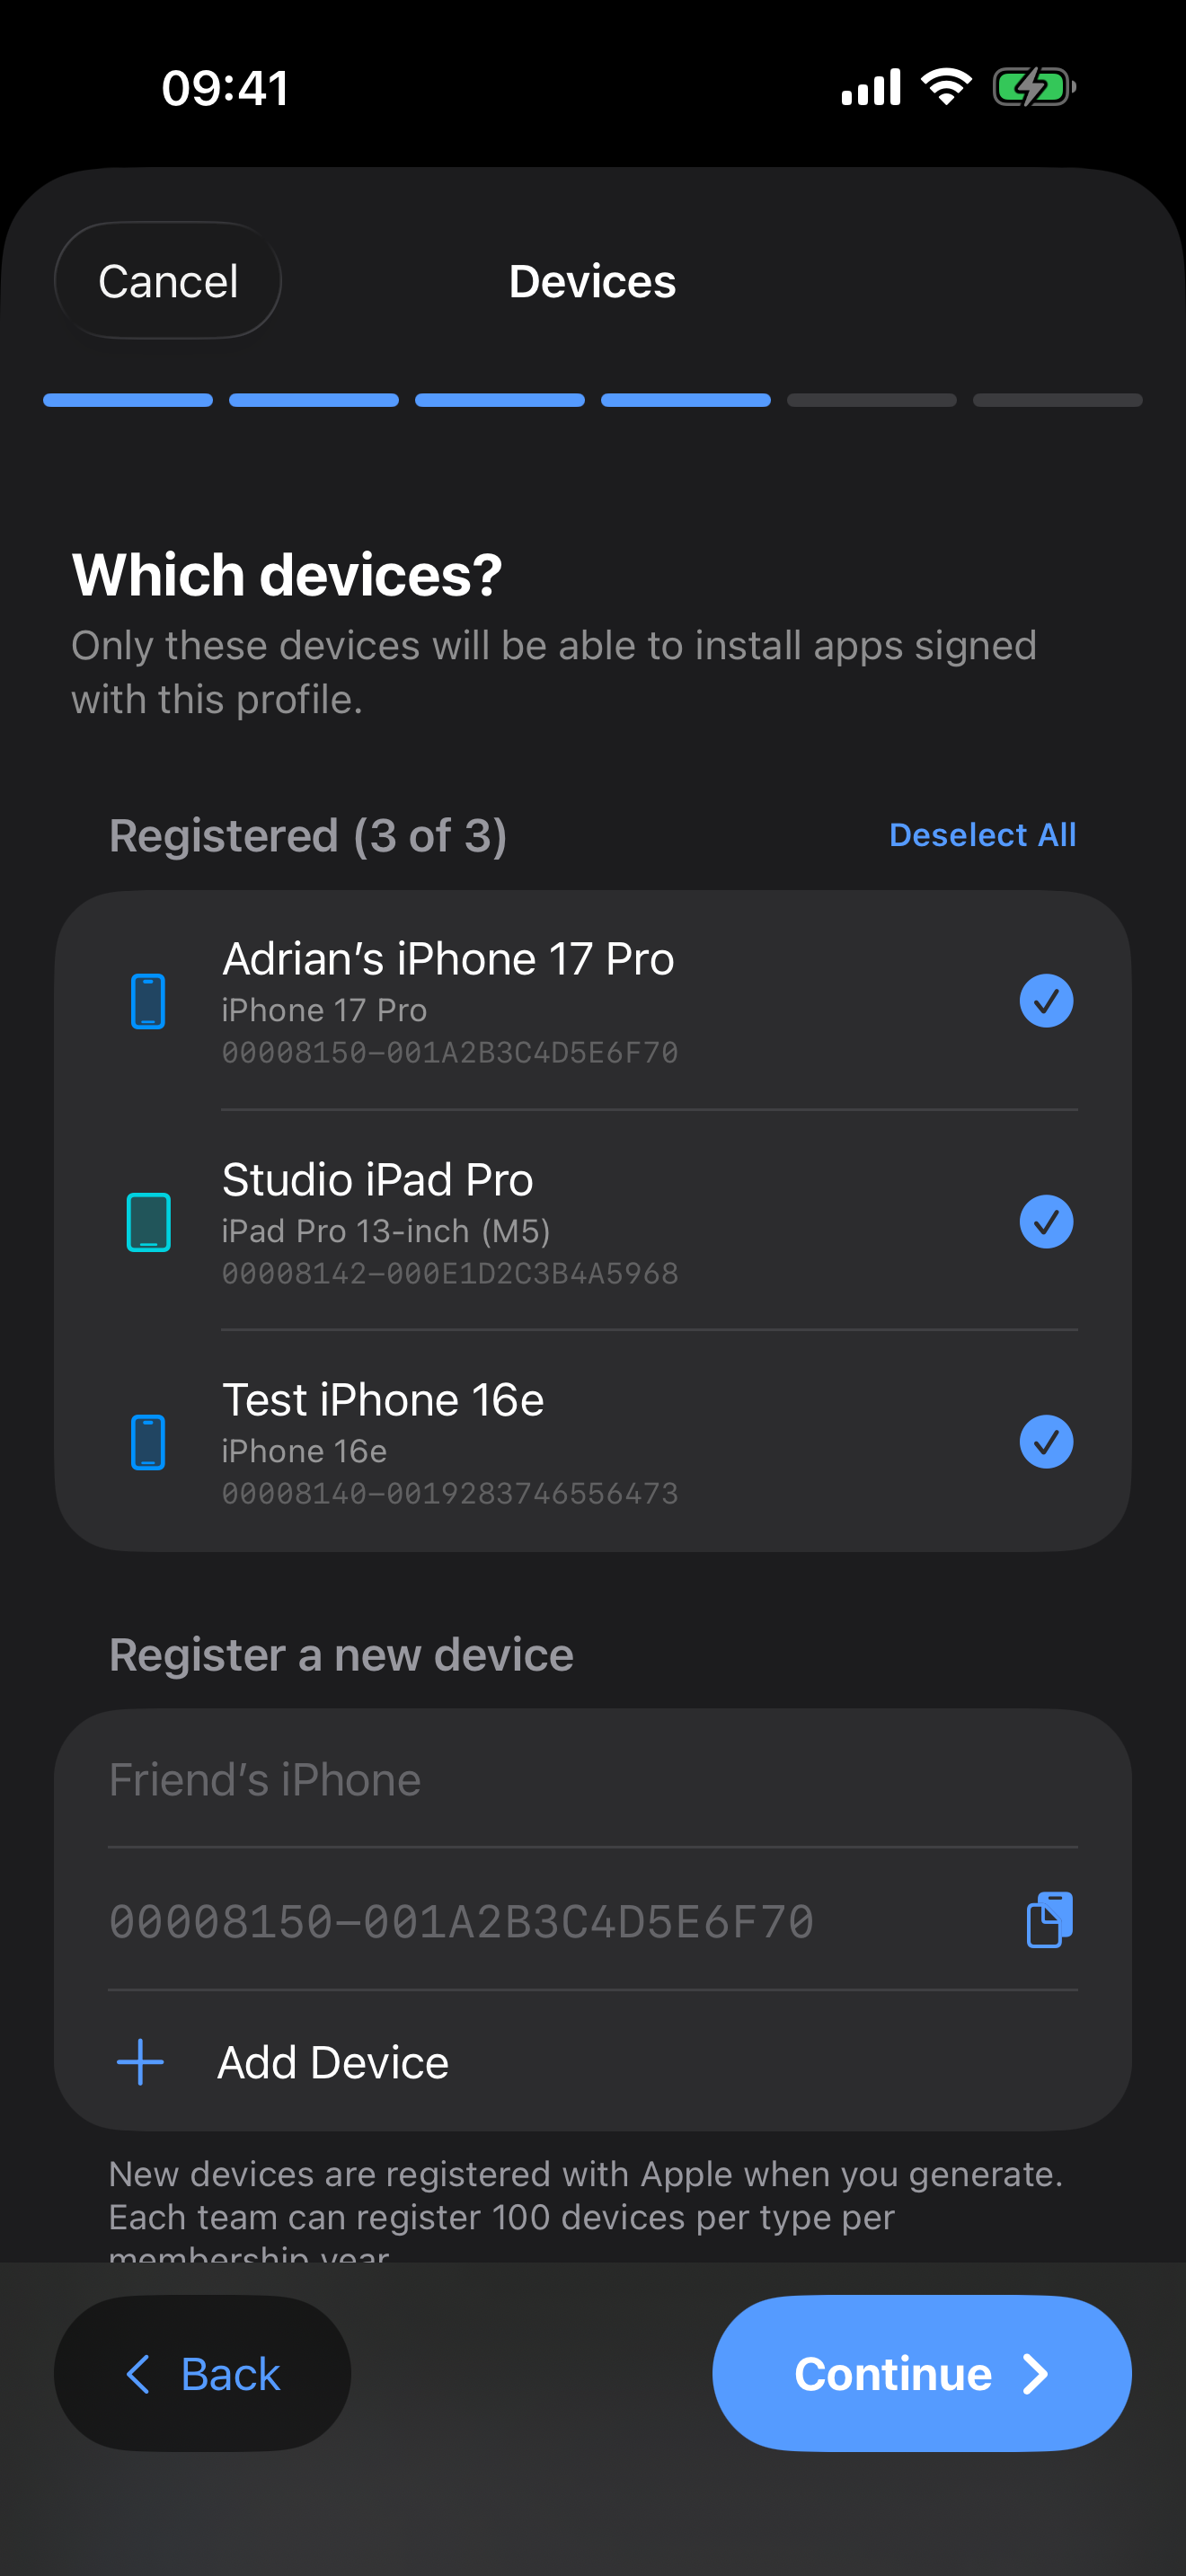 09:41
Cancel
Devices
Which devices?
Only these devices will be able to install apps signed
with this profile.
Registered (3 of 3)
Deselect All
Adrian’s iPhone 17 Pro
iPhone 17 Pro
00008150–001A2B3C4D5E6F70
Studio iPad Pro
iPad Pro 13-inch (M5)
00008142–000E1D2C3B4A5968
Test iPhone 16e
iPhone 16e
00008140–0019283746556473
Register a new device
Friend’s iPhone
00008150–001A2B3C4D5E6F70
Add Device
New devices are registered with Apple when you generate.
Each team can register 100 devices per type per
membership year.
Back
Continue